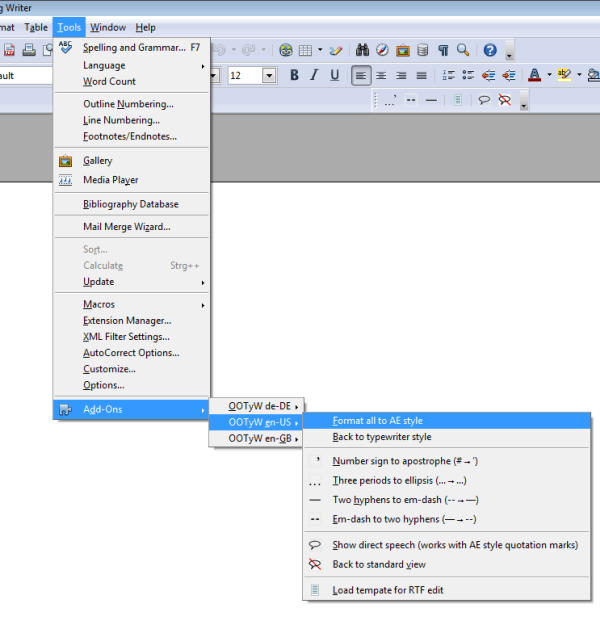 g Writer
mat Table Tools Window Help
ault
12
B I U
ABC
Spelling and Grammar... F7
Language
Word Count
Outline Numbering...
Line Numbering...
Footnotes/Endnotes...
Gallery
Media Player
Bibliography Database
Mail Merge Wizard...
Sort...
Calculate Strg++
Update
Macros
Extension Manager...
XML Filter Settings...
AutoCorrect Options...
Customize...
Options...
Add-Ons
OOTyW de-DE
OOTyW en-US
OOTyW en-GB
Format all to AE style
Back to typewriter style
Number sign to apostrophe (#→')
Three periods to ellipsis (...→…)
Two hyphens to em-dash (--→—)
Em-dash to two hyphens (—→--)
Show direct speech (works with AE style quotation marks)
Back to standard view
Load tempate for RTF edit